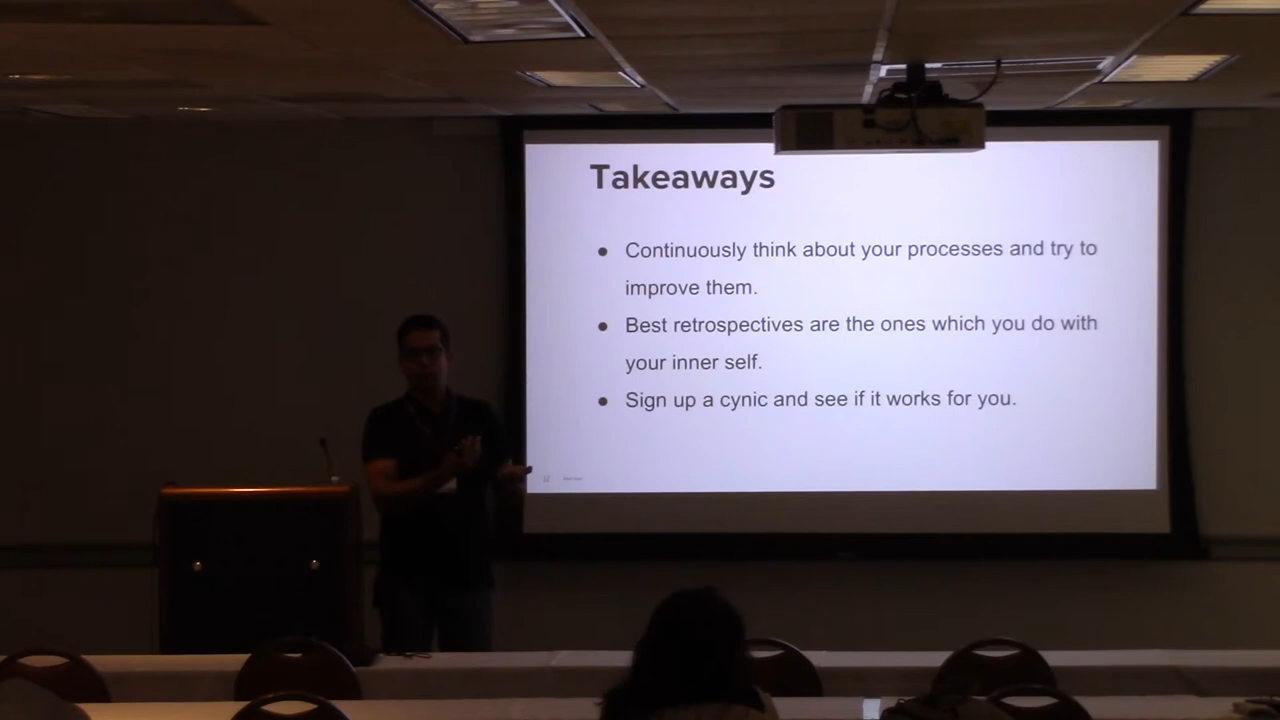 Takeaways
● Continuously think about your processes and try to
improve them.
● Best retrospectives are the ones which you do with
your inner self.
● Sign up a cynic and see if it works for you.